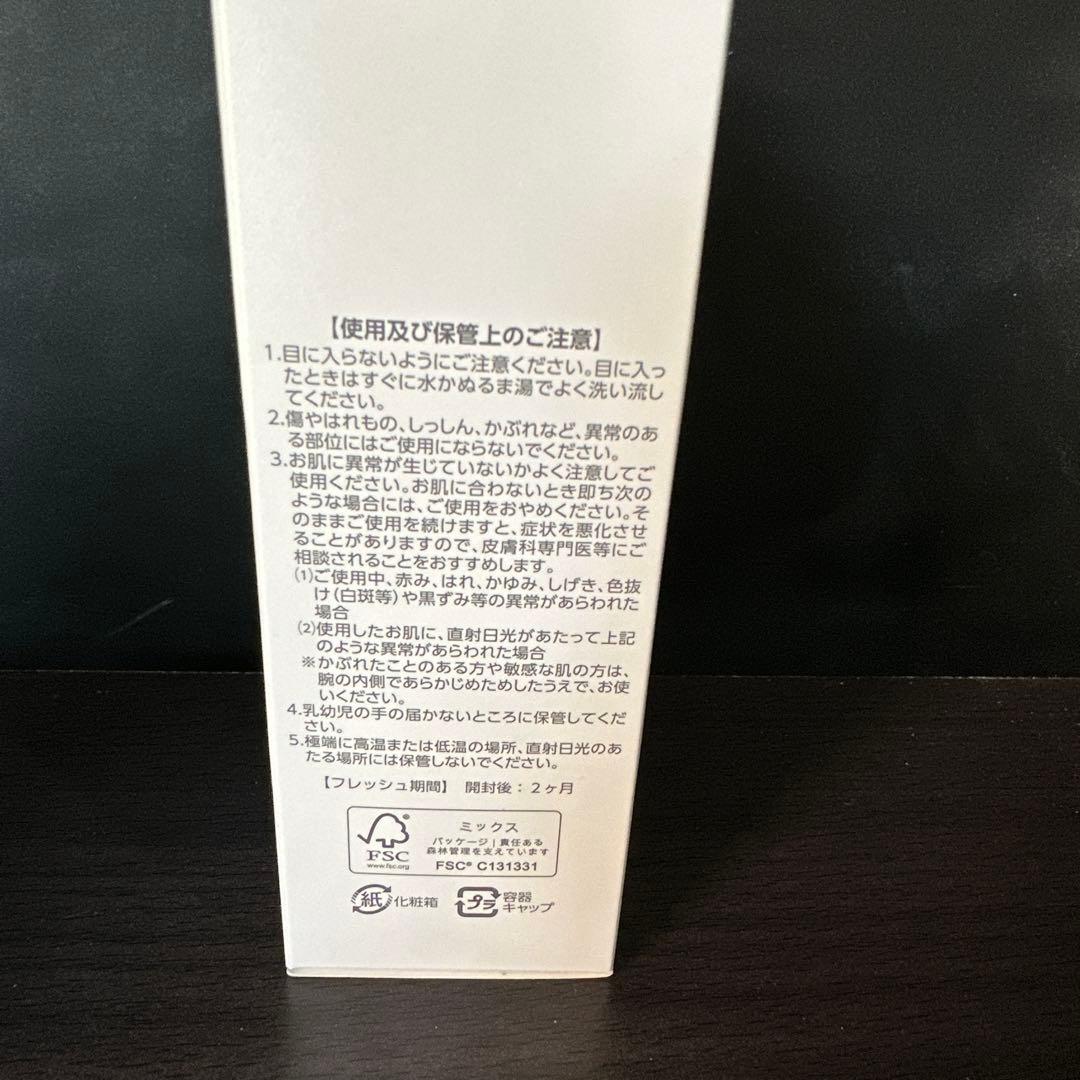 【使用及び保管上のご注意】
1.目に入らないようにご注意ください。目に入っ
たときはすぐに水かぬるま湯でよく洗い流し
てください。
2.傷やはれもの、しっしん、かぶれなど、異常のあ
る部位にはご使用にならないでください。
3.お肌に異常が生じていないかよく注意してご
使用ください。お肌に合わないとき即ち次の
ような場合には、ご使用をおやめください。そ
のままご使用を続けますと、症状を悪化させ
ることがありますので、皮膚科専門医等にご
相談されることをおすすめします。
(1)ご使用中、赤み、はれ、かゆみ、しげき、色抜
け(白斑等)や黒ずみ等の異常があらわれた
場合
(2)使用したお肌に、直射日光があたって上記
のような異常があらわれた場合
※かぶれたことのある方や敏感な肌の方は、
腕の内側であらかじめためしたうえで、お使
いください。
4.乳幼児の手の届かないところに保管してくだ
さい。
5.極端に高温または低温の場所、直射日光のあ
たる場所には保管しないでください。
【フレッシュ期間】 開封後：2ヶ月
ミックス
パッケージ｜責任ある
森林管理を支えています
FSC® C131331
FSC
www.fsc.org
紙 化粧箱
プラ 容器
キャップ